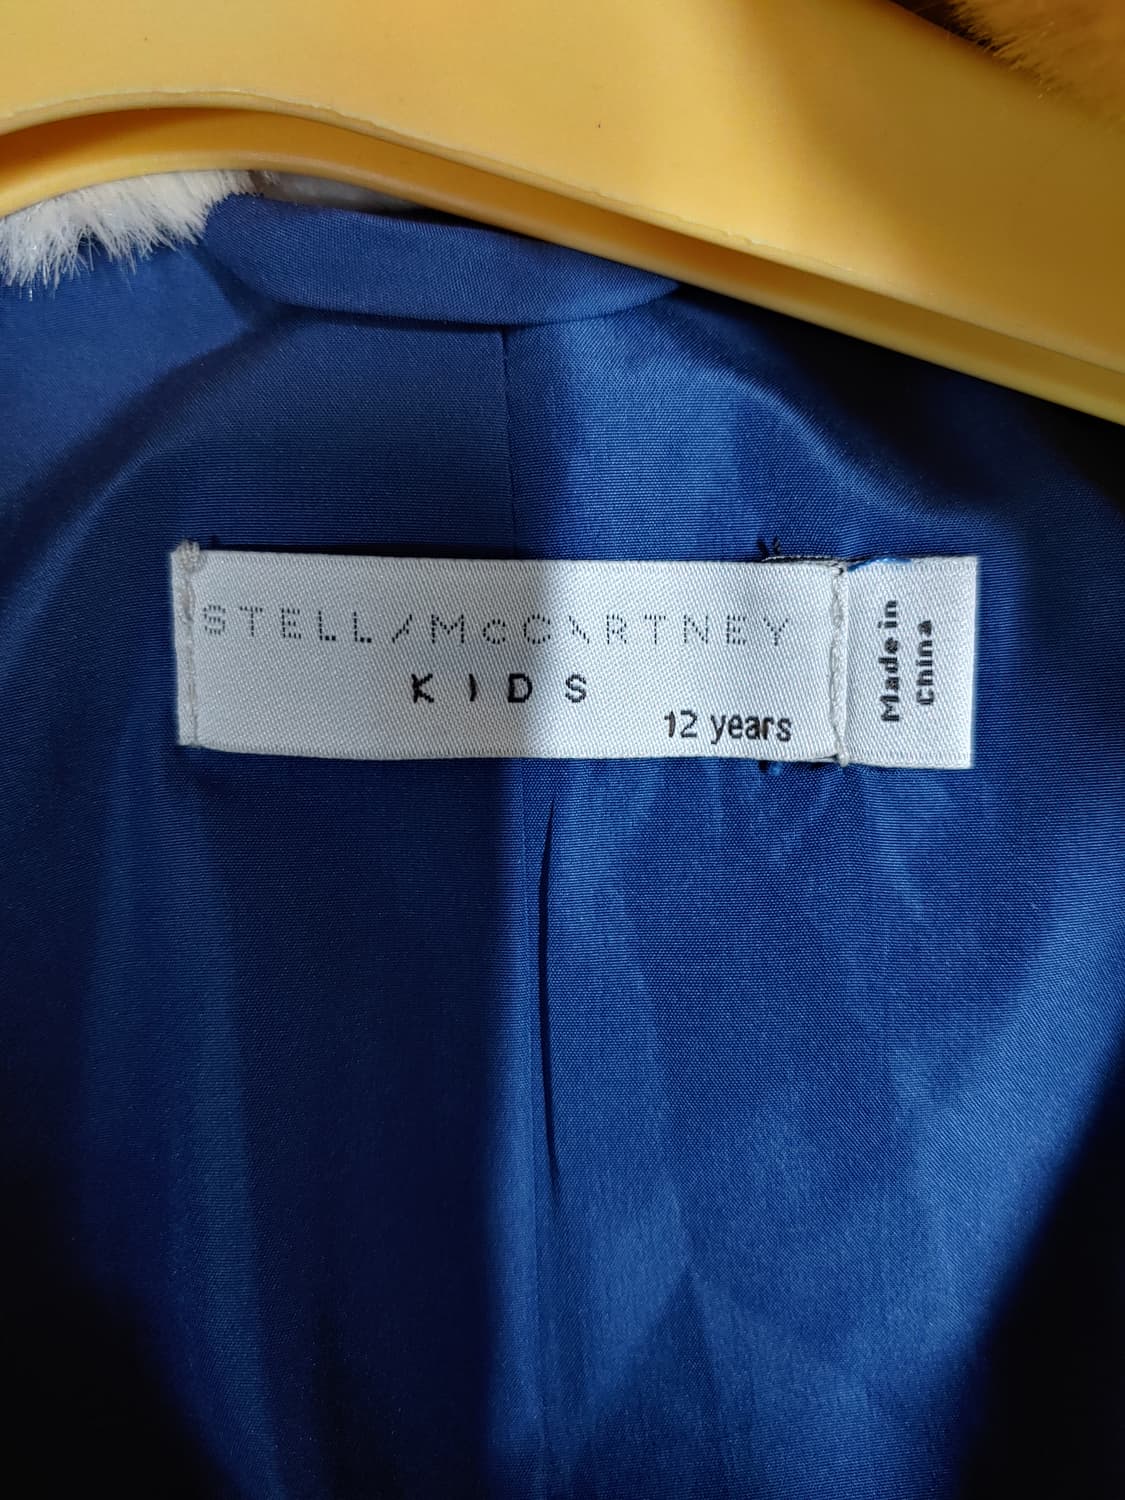 STELLA McCARTNEY
KIDS
12 years
Made in
China